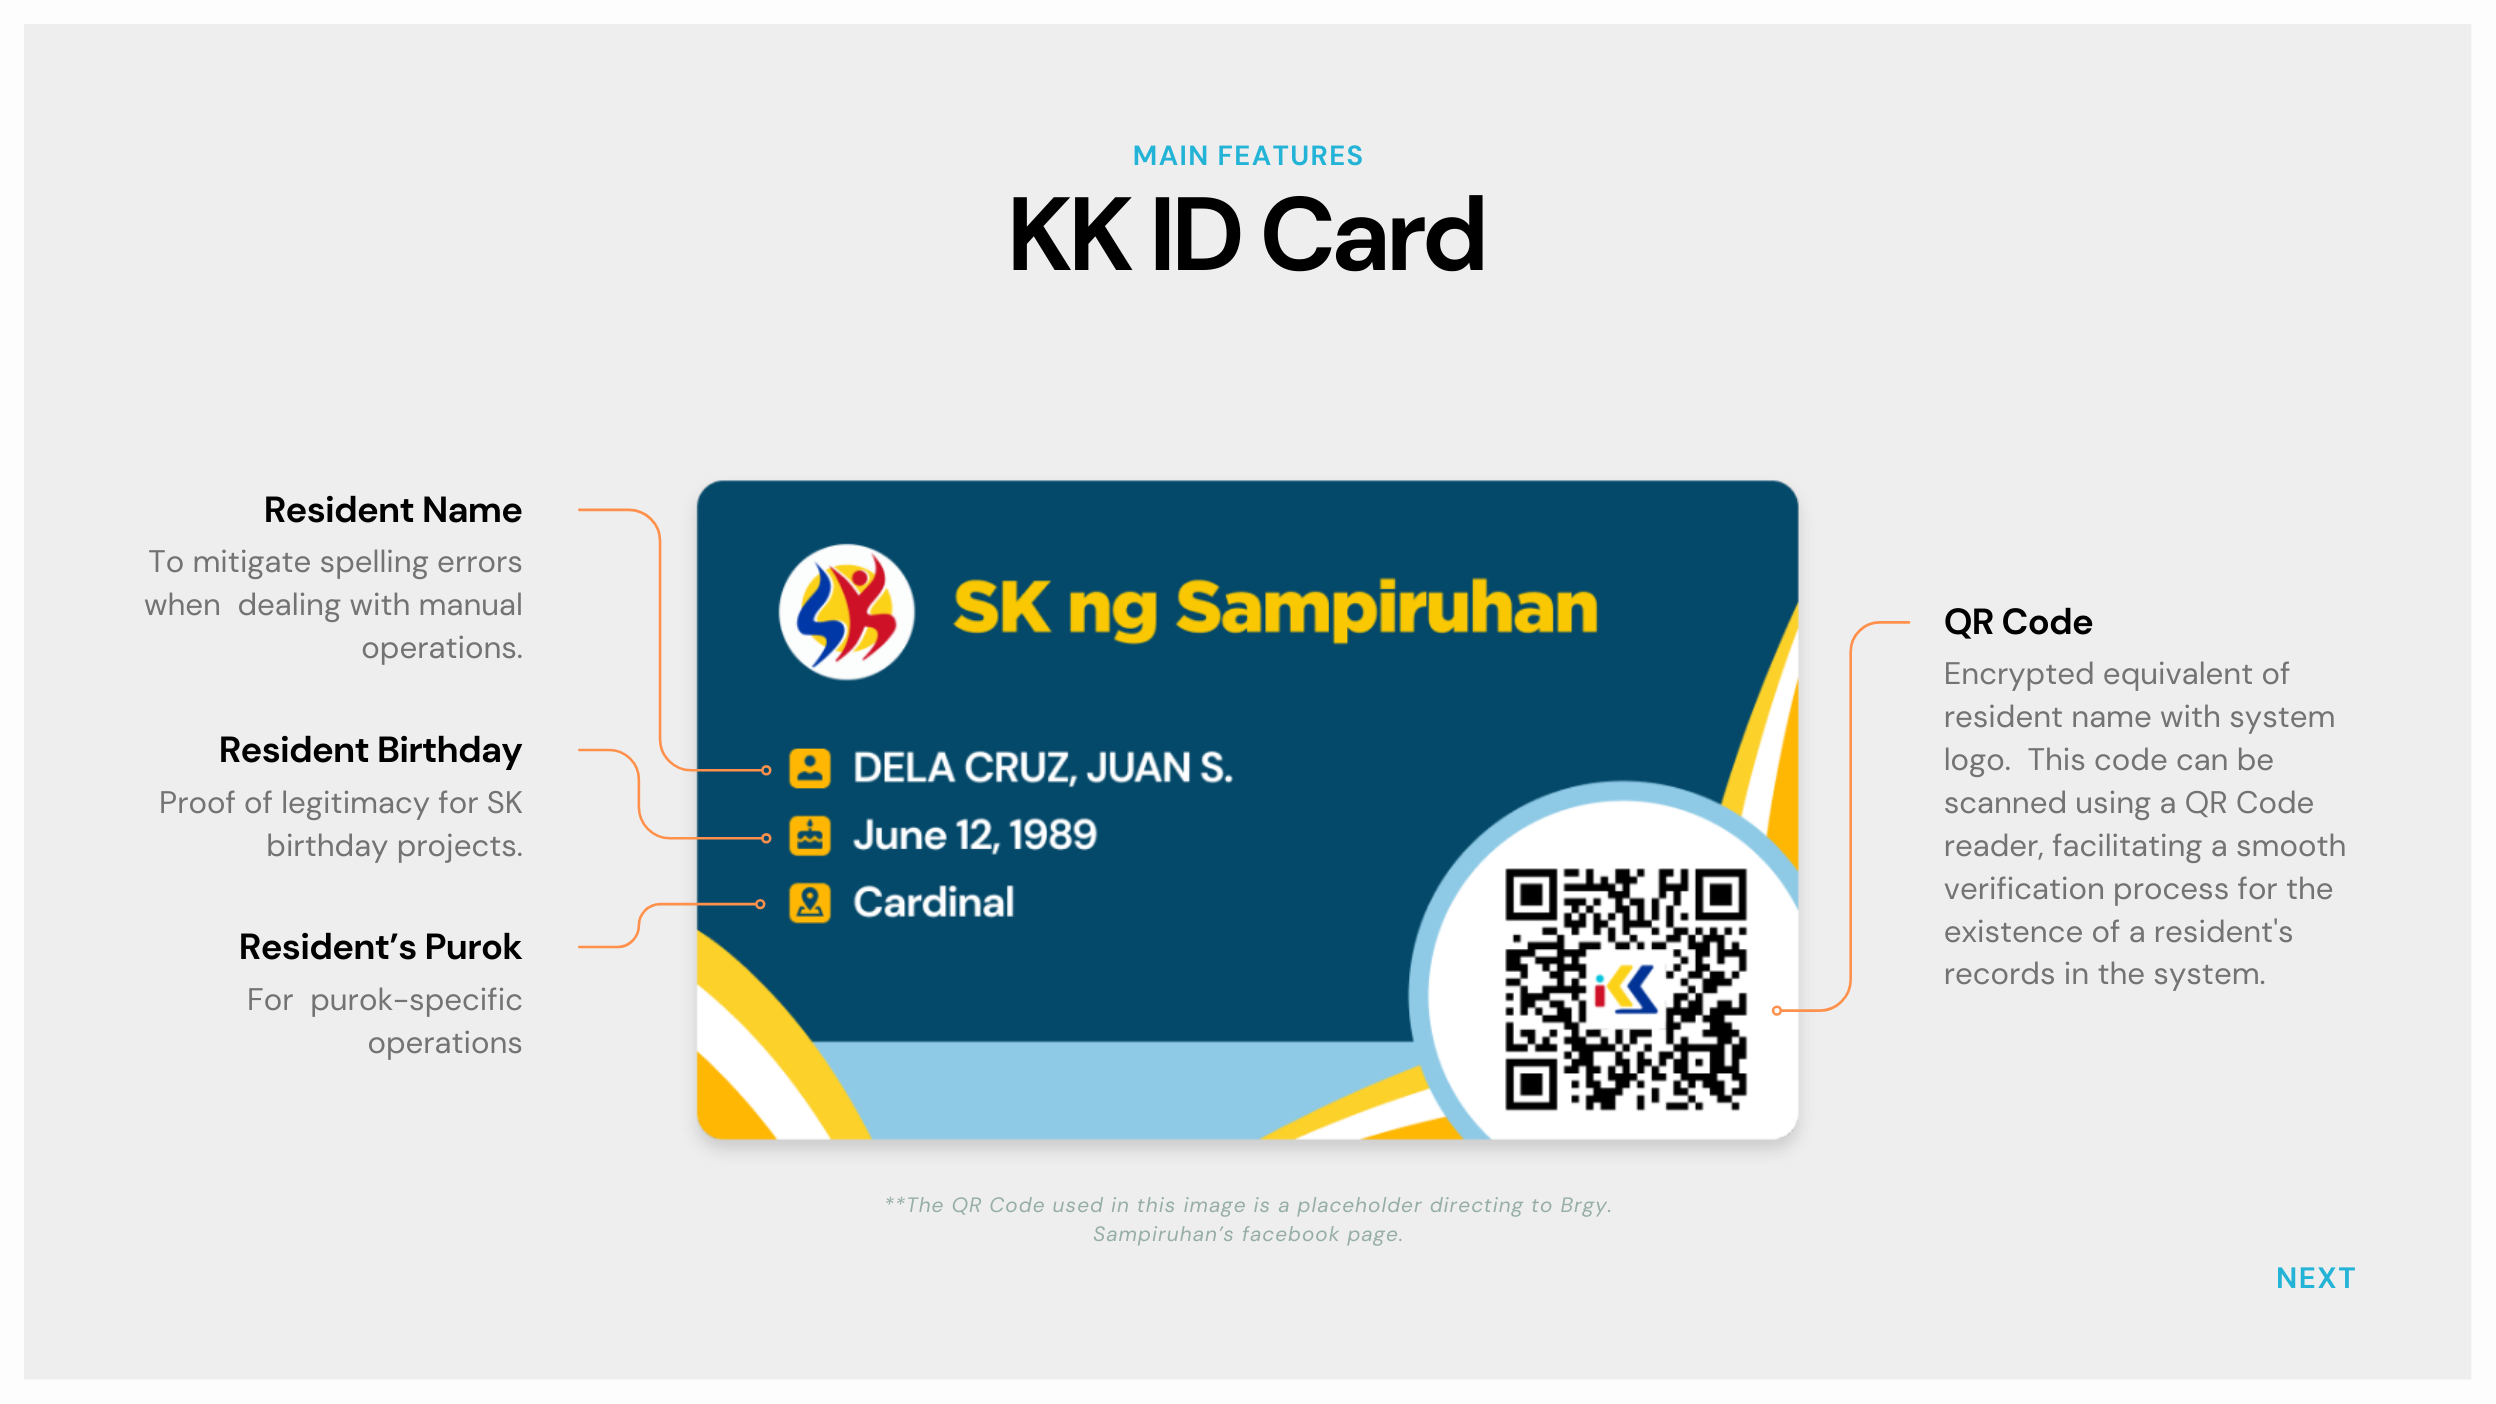 MAIN FEATURES
KK ID Card
Resident Name
To mitigate spelling errors
when dealing with manual
operations.
Resident Birthday
Proof of legitimacy for SK
birthday projects.
Resident’s Purok
For purok-specific
operations
SK ng Sampiruhan
DELA CRUZ, JUAN S.
June 12, 1989
Cardinal
QR Code
Encrypted equivalent of
resident name with system
logo. This code can be
scanned using a QR Code
reader, facilitating a smooth
verification process for the
existence of a resident's
records in the system.
**The QR Code used in this image is a placeholder directing to Brgy.
Sampiruhan’s facebook page.
NEXT